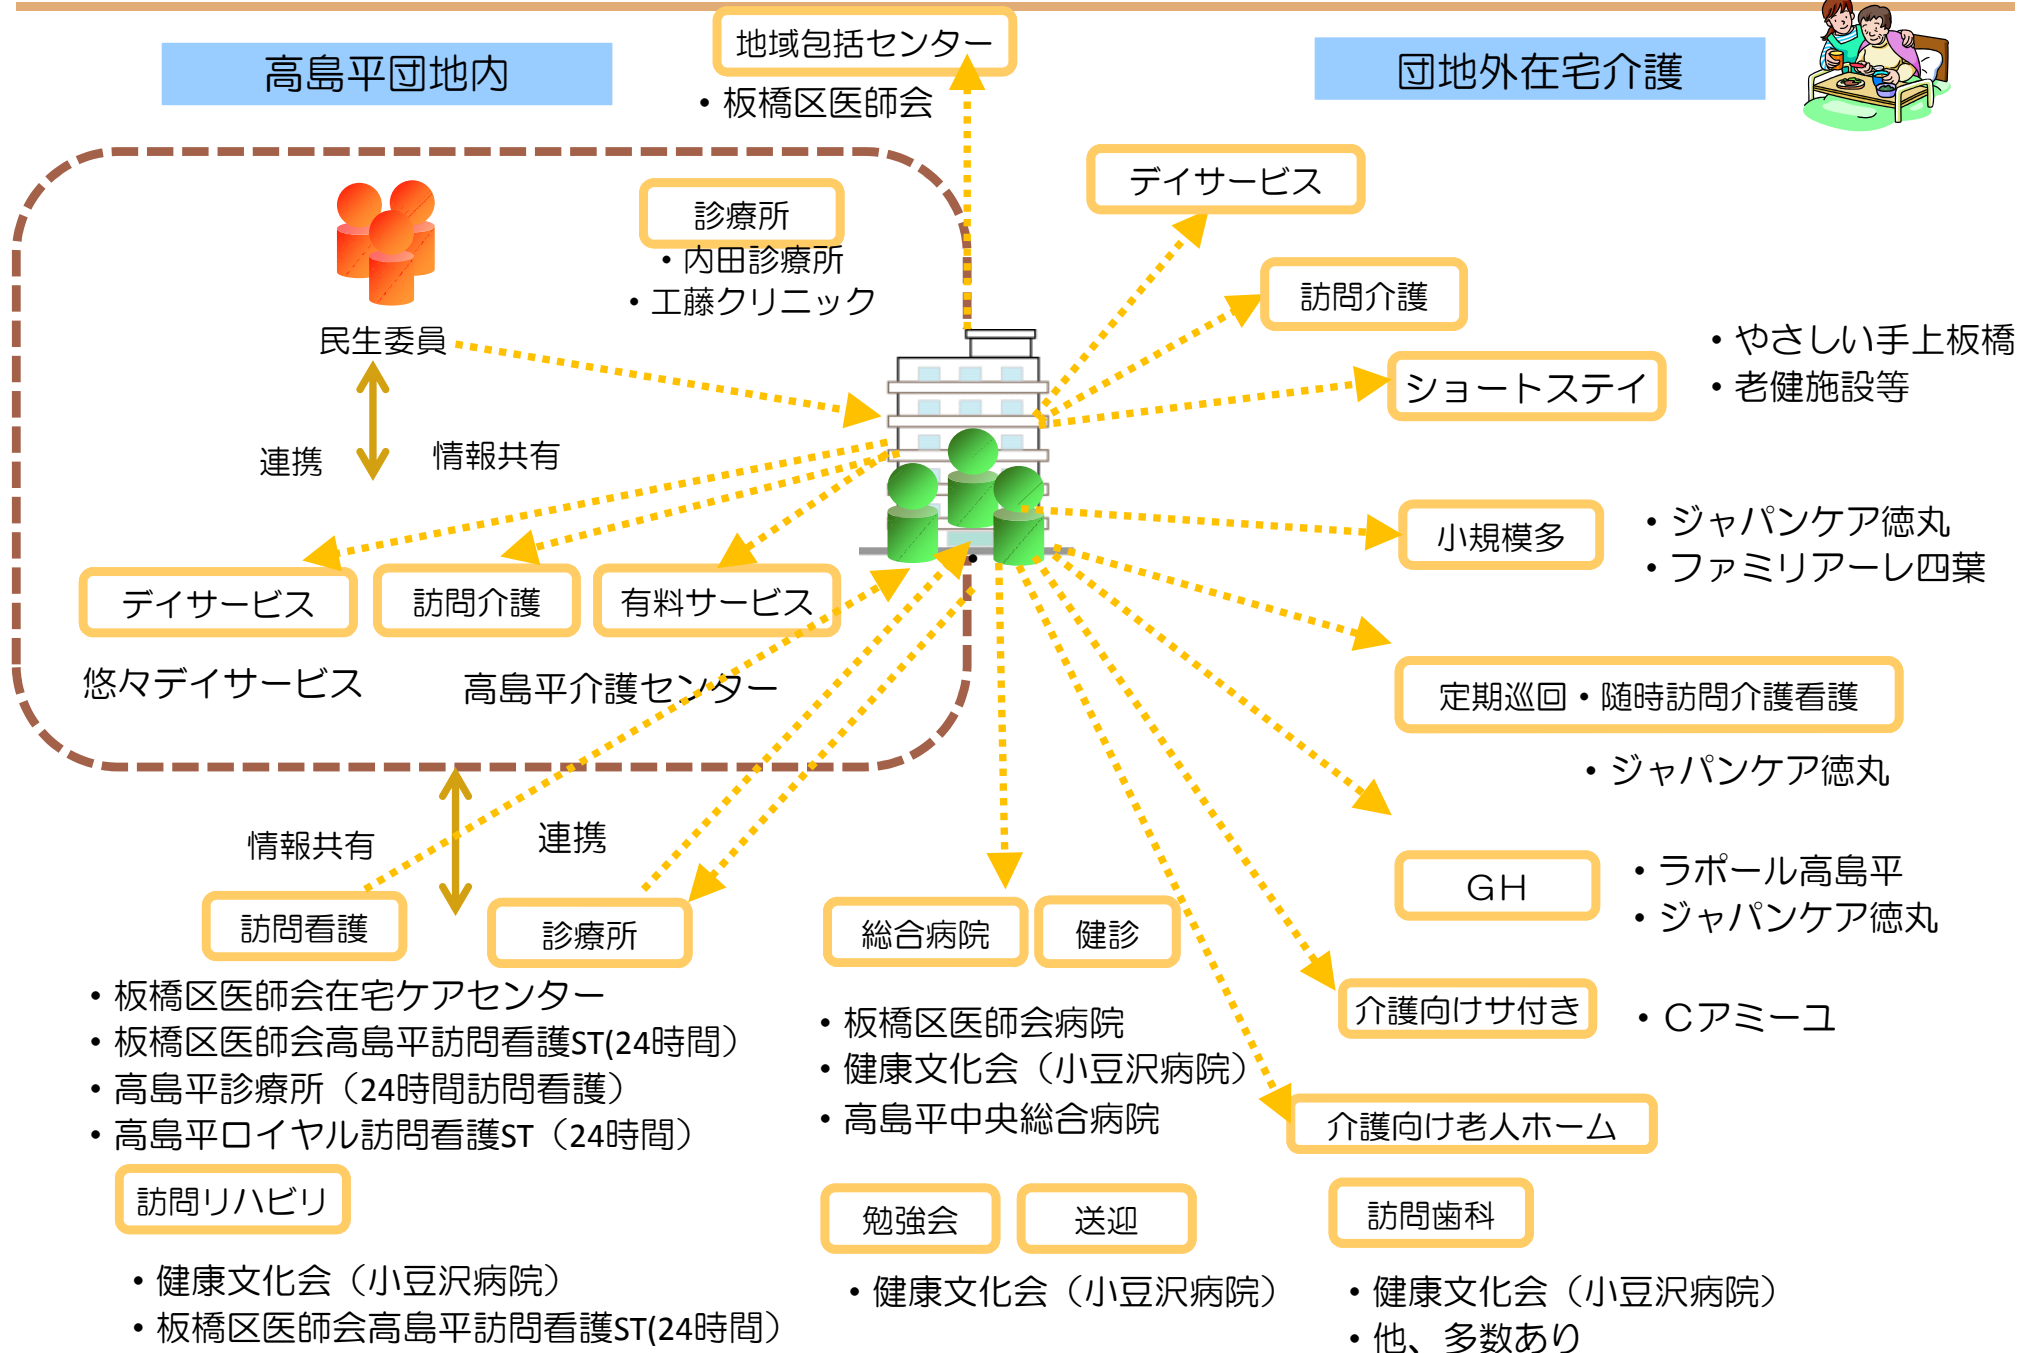 高島平団地内
地域包括センター
・板橋区医師会
団地外在宅介護
診療所
・内田診療所
・工藤クリニック
民生委員
連携
情報共有
デイサービス
訪問介護
有料サービス
悠々デイサービス
高島平介護センター
デイサービス
訪問介護
ショートステイ
・やさしい手上板橋
・老健施設等
小規模多
・ジャパンケア徳丸
・ファミリアーレ四葉
定期巡回・随時訪問介護看護
・ジャパンケア徳丸
GH
・ラポール高島平
・ジャパンケア徳丸
介護向けサ付き
・Cアミーユ
介護向け老人ホーム
情報共有
連携
訪問看護
診療所
・板橋区医師会在宅ケアセンター
・板橋区医師会高島平訪問看護ST(24時間)
・高島平診療所（24時間訪問看護）
・高島平ロイヤル訪問看護ST（24時間）
訪問リハビリ
・健康文化会（小豆沢病院）
・板橋区医師会高島平訪問看護ST(24時間)
総合病院
健診
・板橋区医師会病院
・健康文化会（小豆沢病院）
・高島平中央総合病院
勉強会
送迎
・健康文化会（小豆沢病院）
訪問歯科
・健康文化会（小豆沢病院）
・他、多数あり